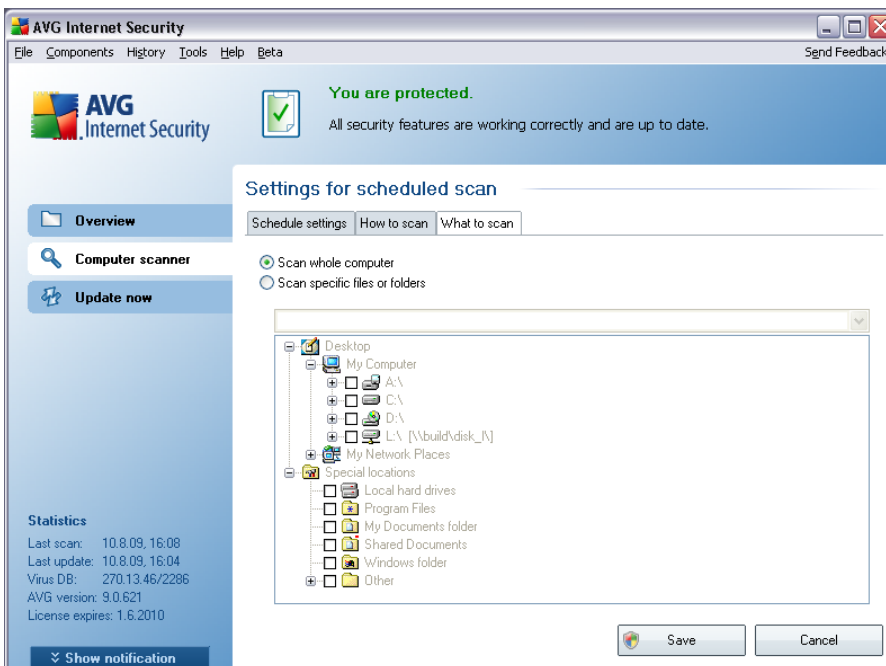 AVG Internet Security
File Components History Tools Help Beta Send Feedback
AVG
Internet Security
You are protected.
All security features are working correctly and are up to date.
Settings for scheduled scan
Overview
Computer scanner
Update now
Schedule settings How to scan What to scan
Scan whole computer
Scan specific files or folders
Desktop
My Computer
A:\
C:\
D:\
L:\ [\\build\disk_l\]
My Network Places
Special locations
Local hard drives
Program Files
My Documents folder
Shared Documents
Windows folder
Other
Statistics
Last scan: 10.8.09, 16:08
Last update: 10.8.09, 16:04
Virus DB: 270.13.46/2286
AVG version: 9.0.621
License expires: 1.6.2010
Show notification
Save Cancel